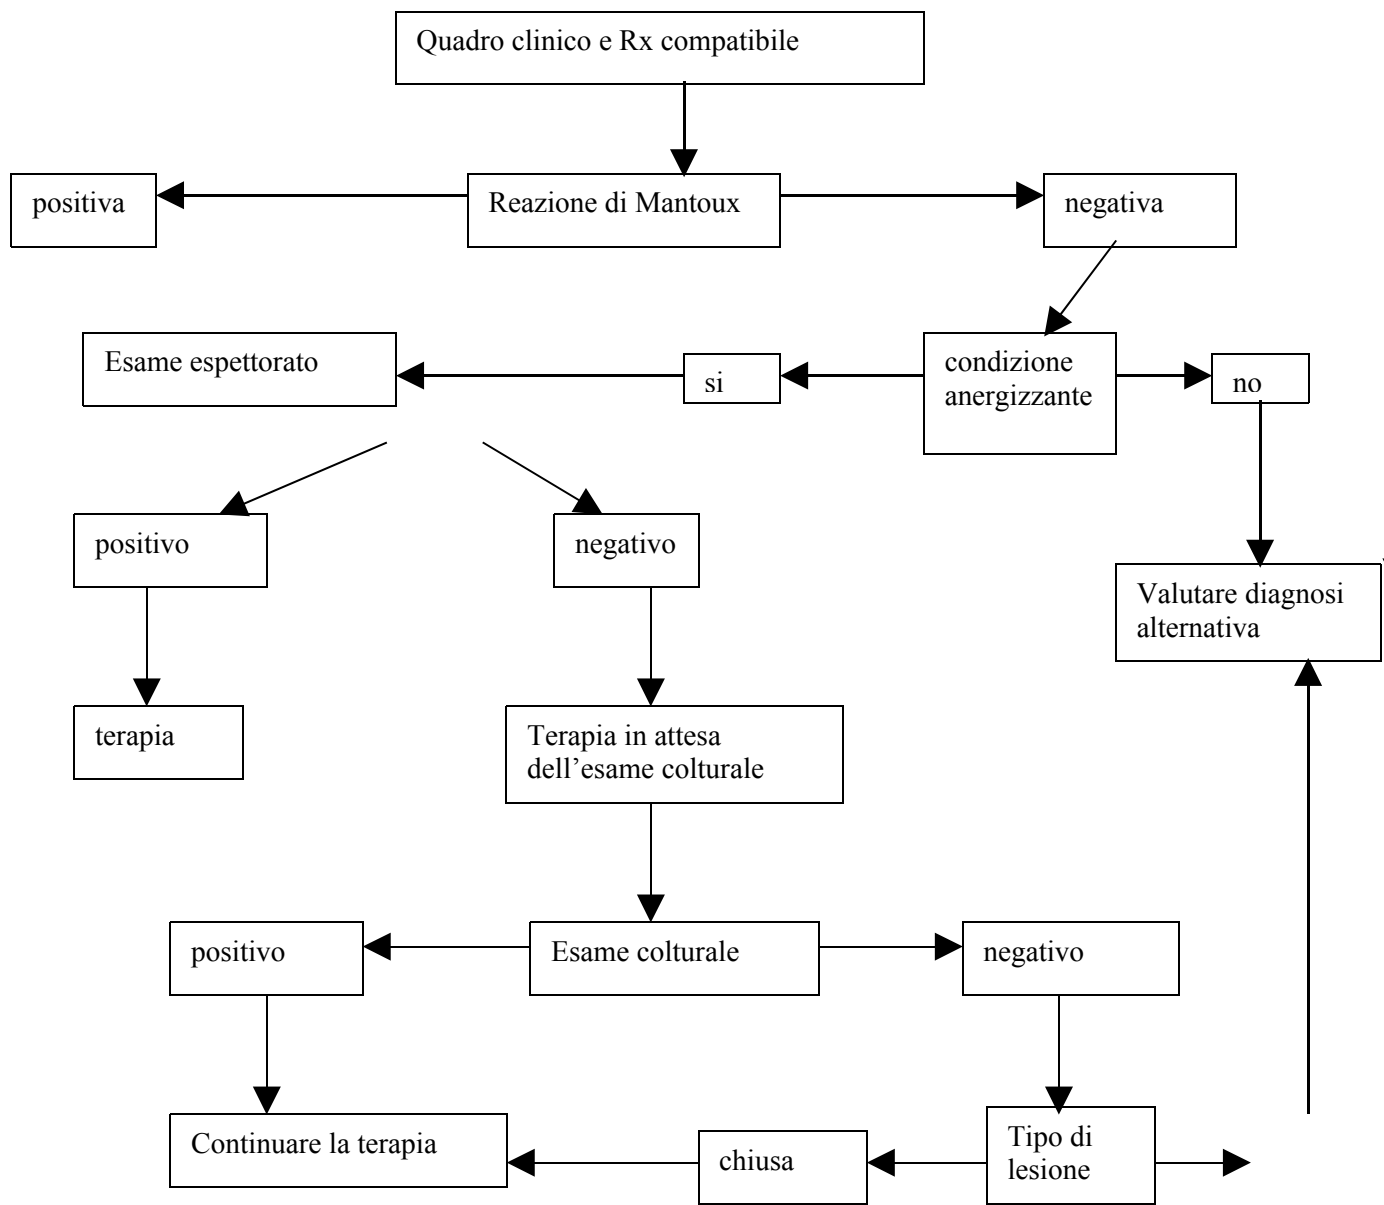 Quadro clinico e Rx compatibile
positiva
Reazione di Mantoux
negativa
Esame espettorato
si
condizione
anergizzante
no
positivo
negativo
Valutare diagnosi
alternativa
terapia
Terapia in attesa
dell’esame colturale
positivo
Esame colturale
negativo
Continuare la terapia
chiusa
Tipo di
lesione